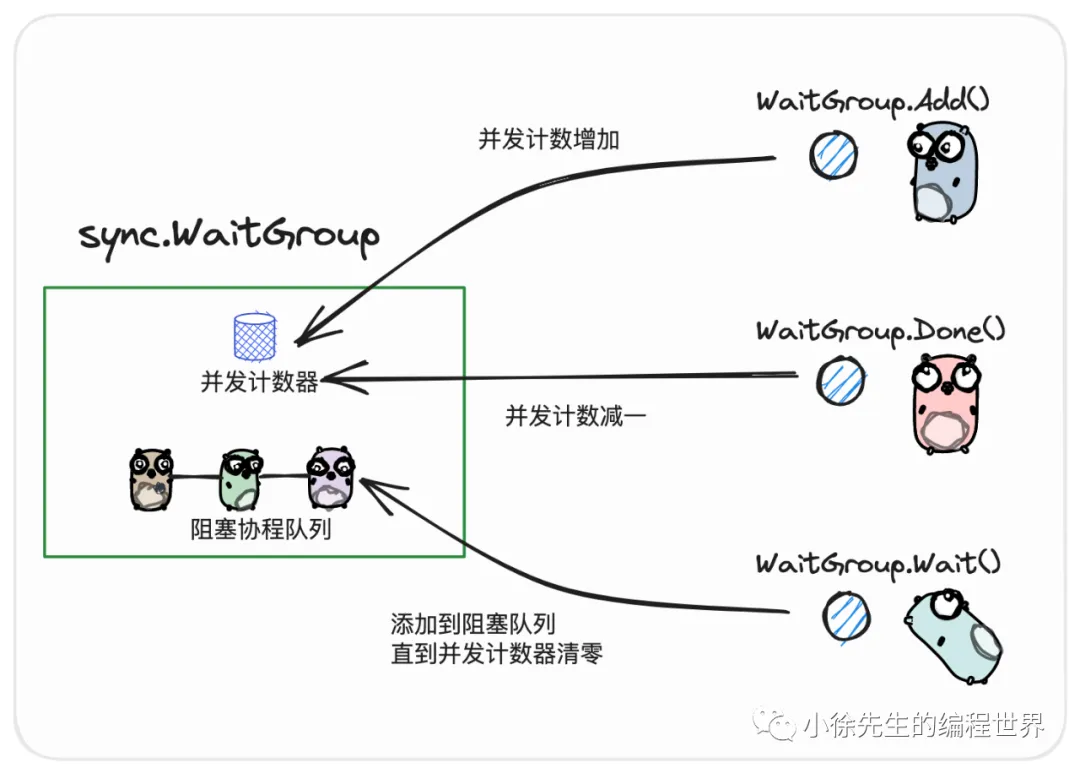 WaitGroup.Add()
并发计数增加
sync.WaitGroup
WaitGroup.Done()
并发计数器
并发计数减一
阻塞协程队列
WaitGroup.Wait()
添加到阻塞队列
直到并发计数器清零
小徐先生的编程世界